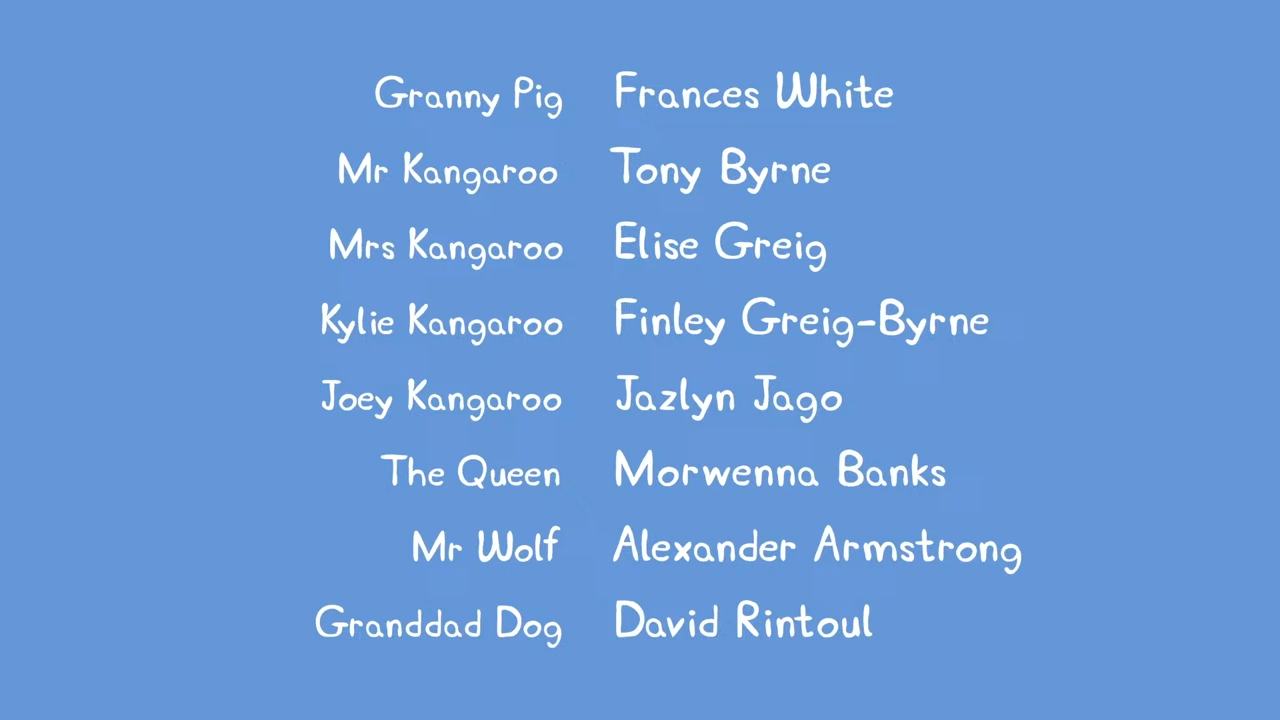 Granny Pig Frances White
Mr Kangaroo Tony Byrne
Mrs Kangaroo Elise Greig
Kylie Kangaroo Finley Greig-Byrne
Joey Kangaroo Jazlyn Jago
The Queen Morwenna Banks
Mr Wolf Alexander Armstrong
Granddad Dog David Rintoul